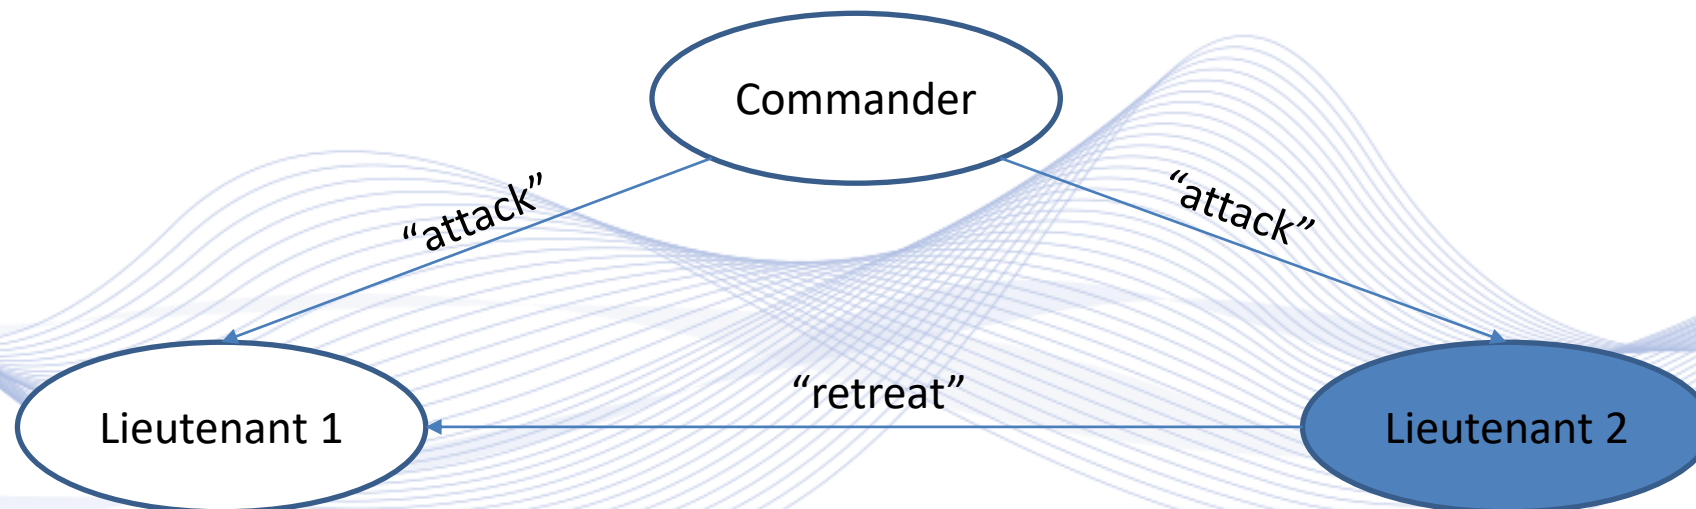 Commander
“attack”
“attack”
“retreat”
Lieutenant 1
Lieutenant 2